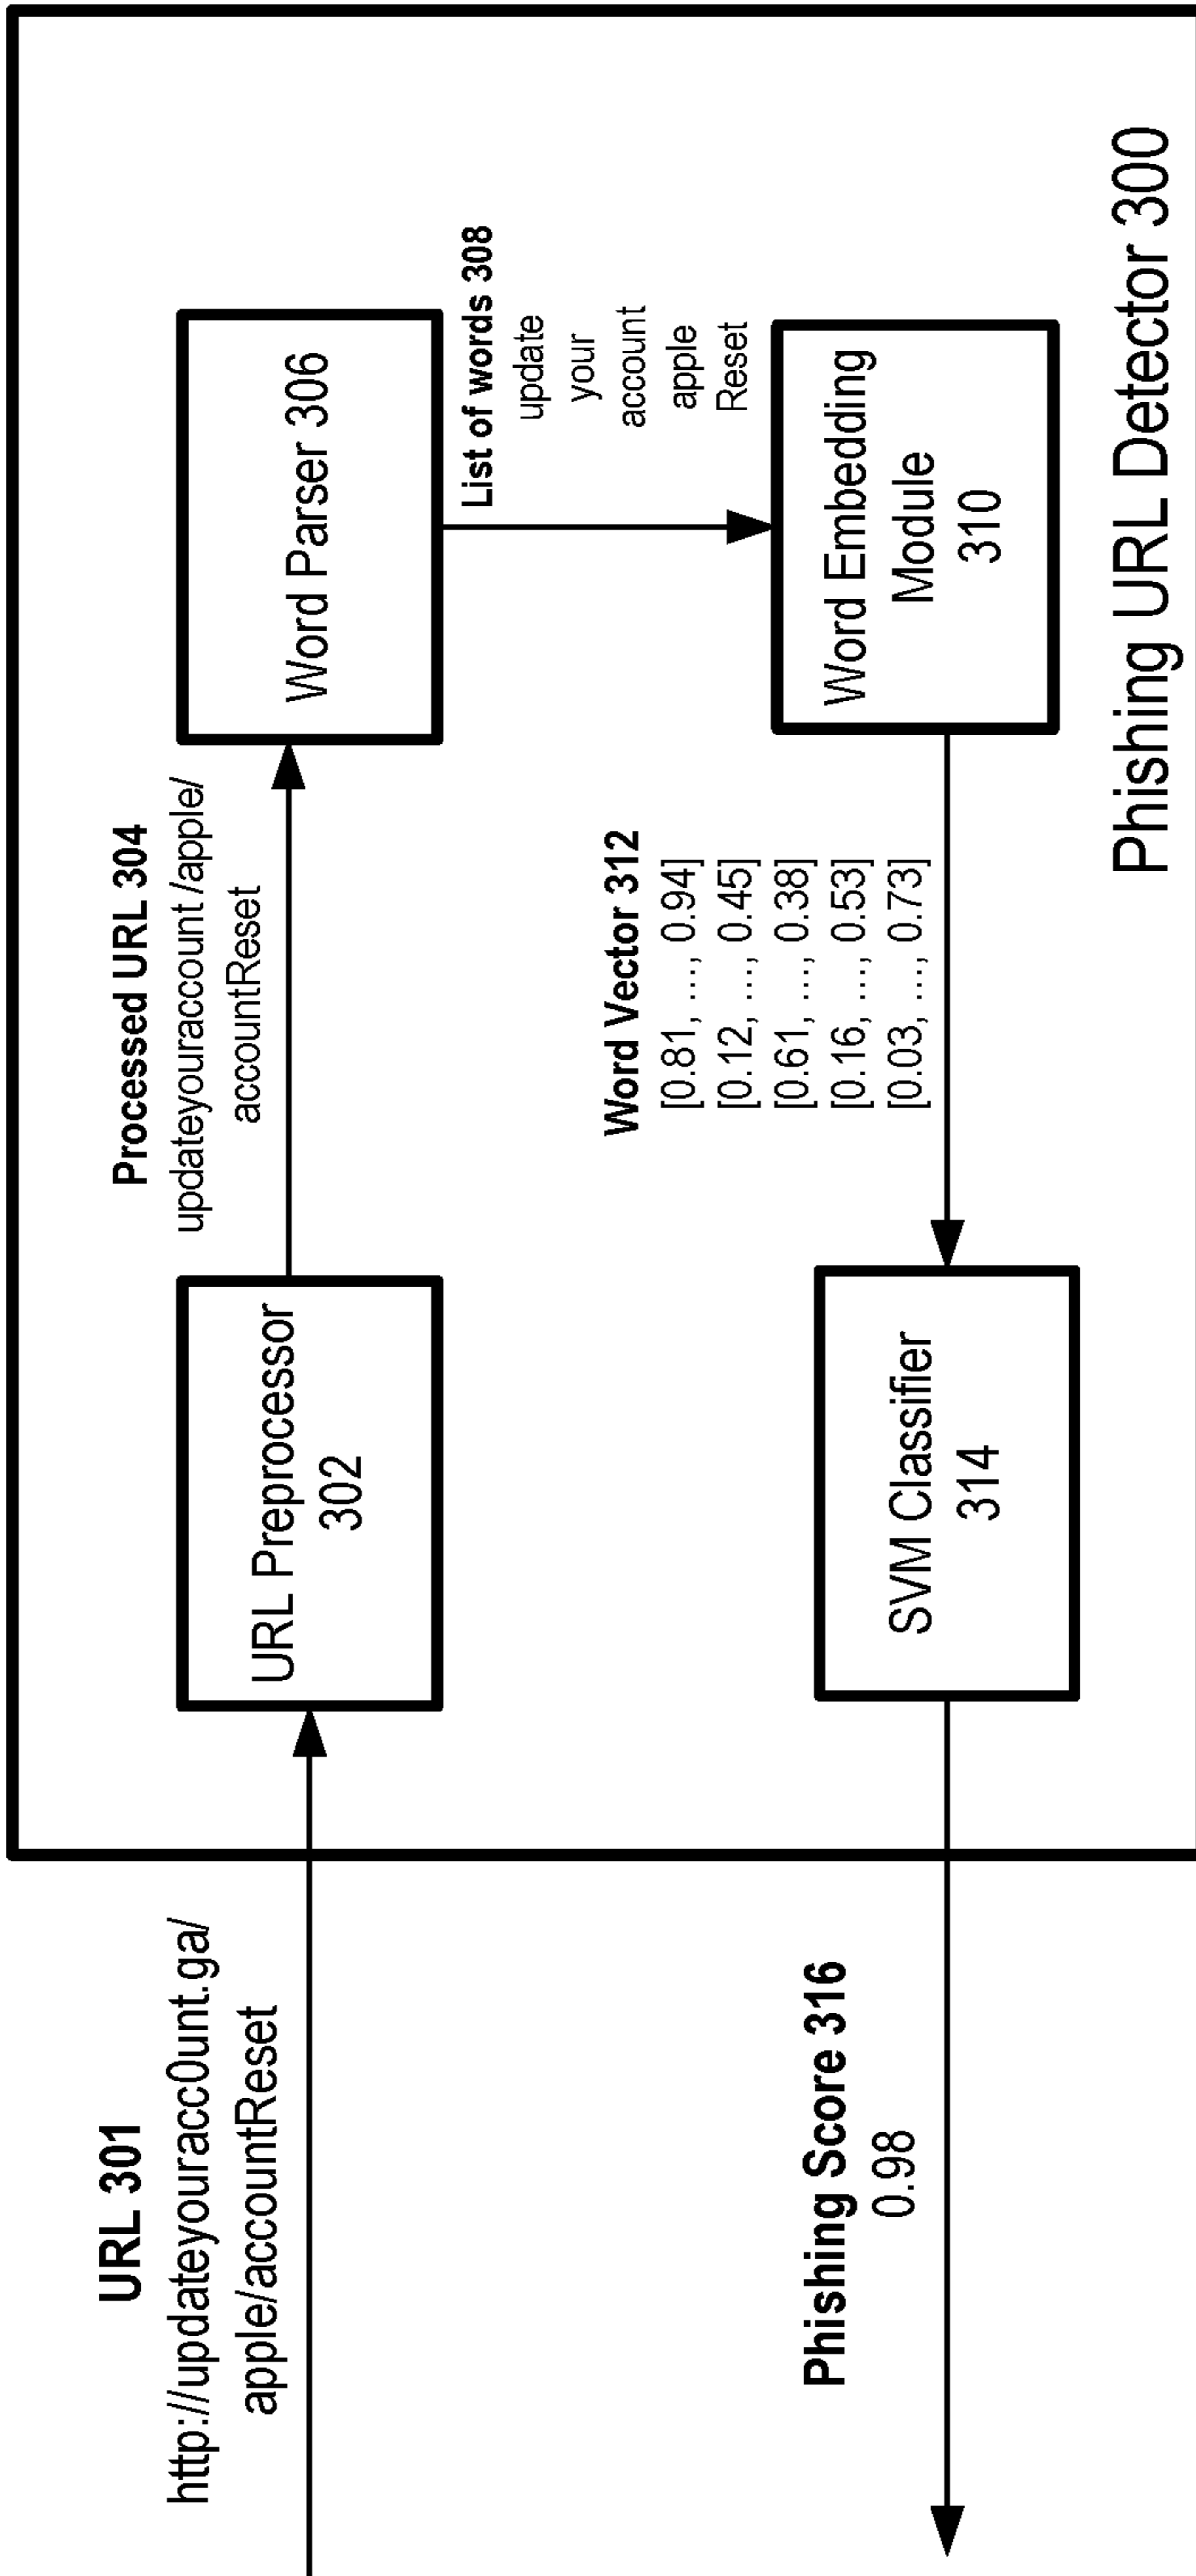 URL 301
http://updateyouracc0unt.ga/
apple/accountReset
URL Preprocessor
302
Processed URL 304
updateyouraccount /apple/
accountReset
Word Parser 306
List of words 308
update
your
account
apple
Reset
Word Embedding
Module
310
Word Vector 312
[0.81, ..., 0.94]
[0.12, ..., 0.45]
[0.61, ..., 0.38]
[0.16, ..., 0.53]
[0.03, ..., 0.73]
SVM Classifier
314
Phishing Score 316
0.98
Phishing URL Detector 300